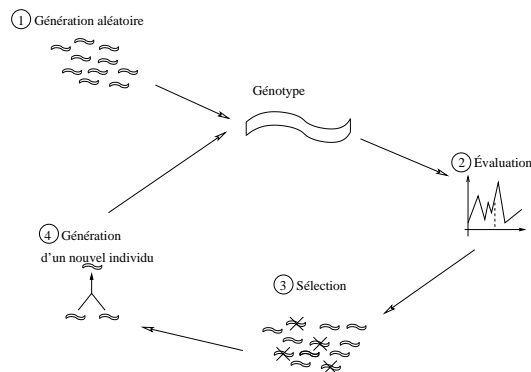 1 Génération aléatoire
Génotype
2 Évaluation
3 Sélection
4 Génération
d'un nouvel individu